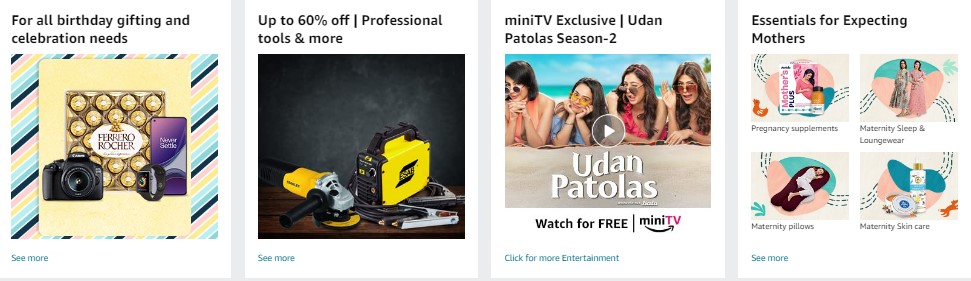 For all birthday gifting and
celebration needs
FERRERO
ROCHER
Canon
Never
Settle
See more
Up to 60% off | Professional
tools & more
STANLEY
ESAB
See more
miniTV Exclusive | Udan
Patolas Season-2
Udan
Patolas
Watch for FREE | miniTV
Click for more Entertainment
Essentials for Expecting
Mothers
Mother's
PLUS
Pregnancy supplements
Maternity Sleep &
Loungewear
Maternity pillows
Maternity Skin care
See more